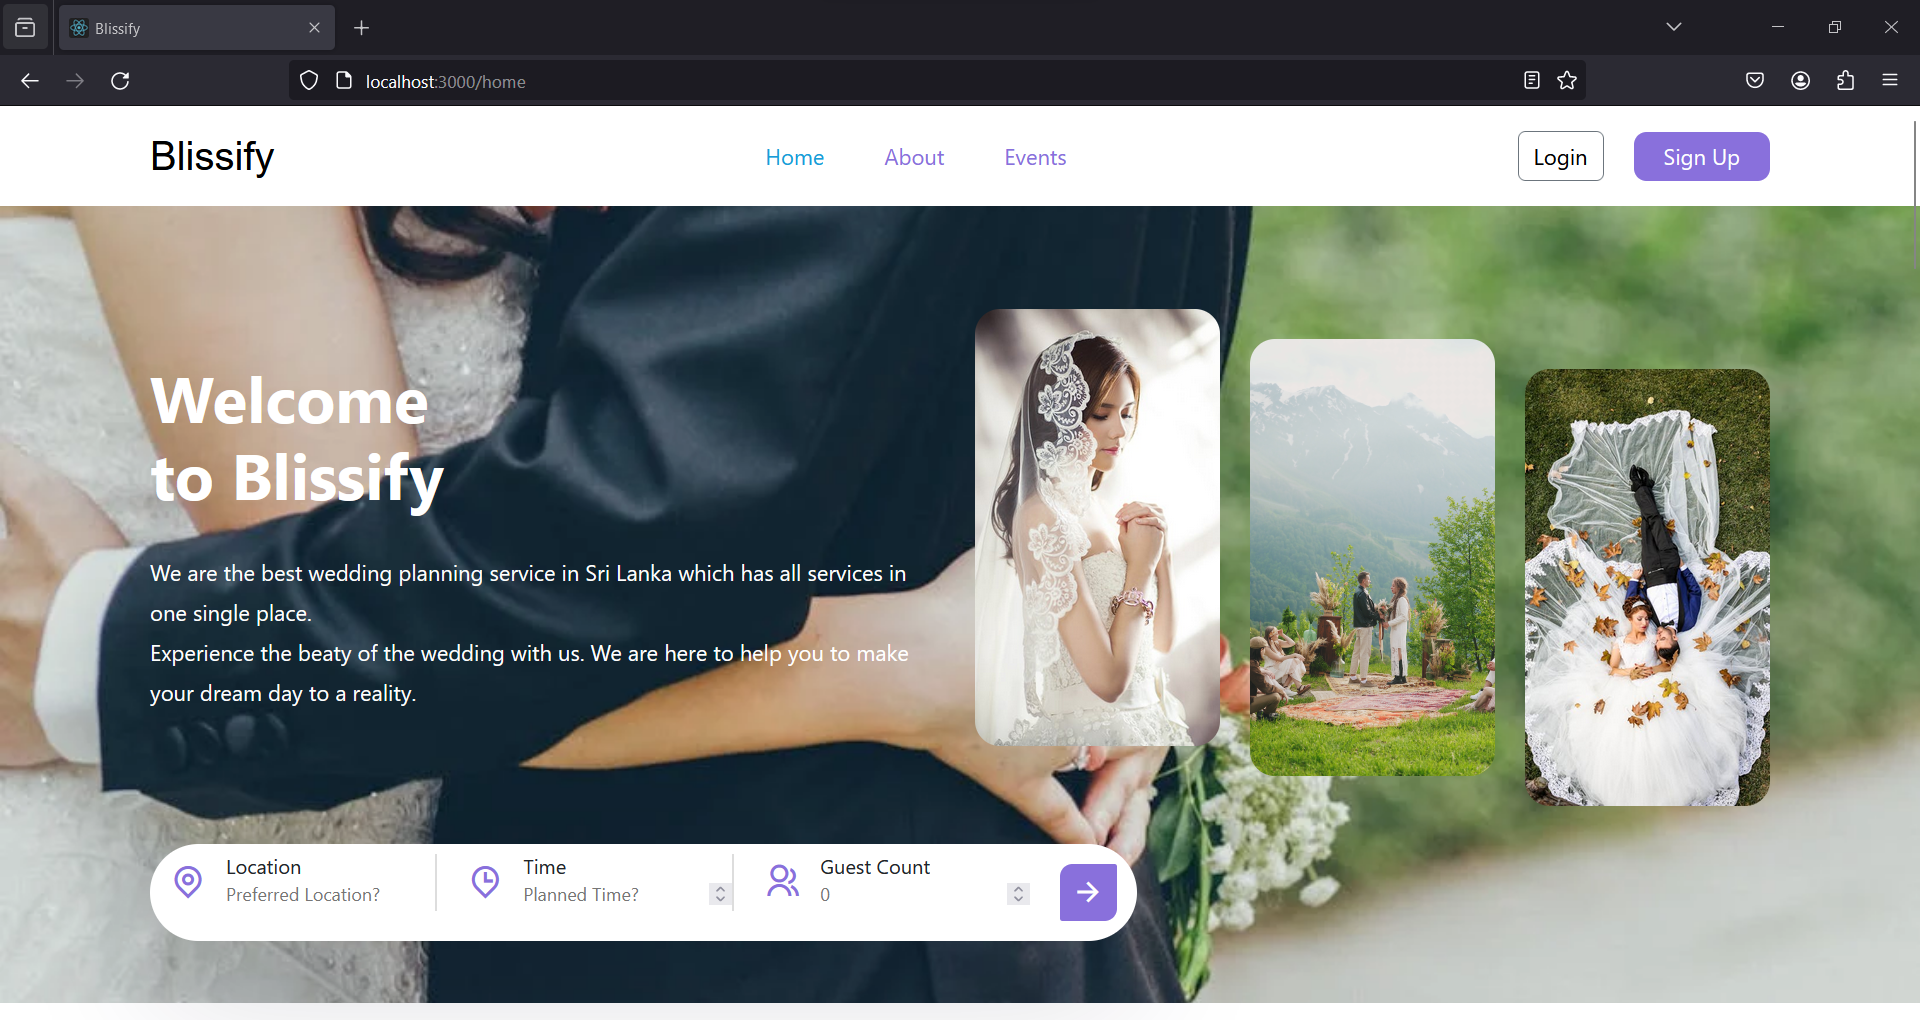 Blissify
localhost:3000/home
Blissify
Home
About
Events
Login
Sign Up
Welcome
to Blissify
We are the best wedding planning service in Sri Lanka which has all services in
one single place.
Experience the beaty of the wedding with us. We are here to help you to make
your dream day to a reality.
Location
Preferred Location?
Time
Planned Time?
Guest Count
0